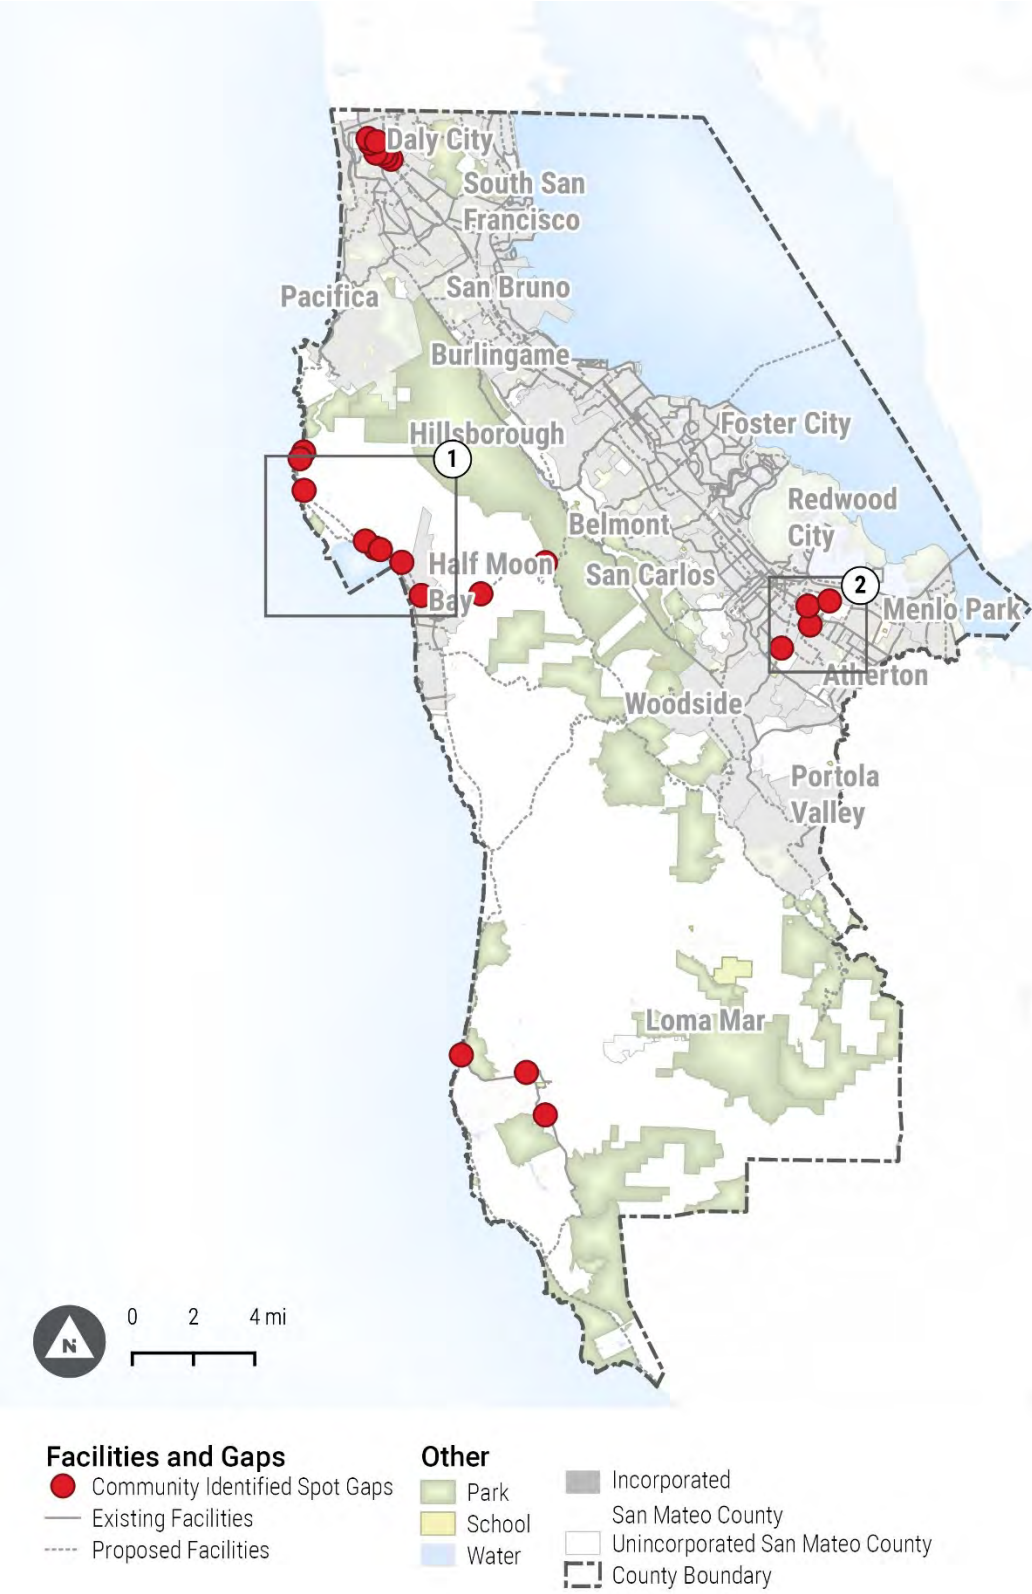 Daly City
South San
Francisco
Pacifica
San Bruno
Burlingame
Foster City
Hillsborough
1
Redwood
City
Belmont
Half Moon
Bay
San Carlos
2
Menlo Park
Atherton
Woodside
Portola
Valley
Loma Mar
N
0 2 4 mi
Facilities and Gaps
Community Identified Spot Gaps
Existing Facilities
Proposed Facilities
Other
Park
School
Water
Incorporated
San Mateo County
Unincorporated San Mateo County
County Boundary